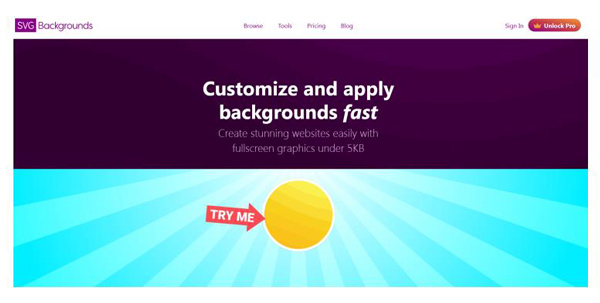 SVG Backgrounds Browse Tools Pricing Blog Sign In Unlock Pro
Customize and apply
backgrounds fast
Create stunning websites easily with
fullscreen graphics under 5KB
TRY ME